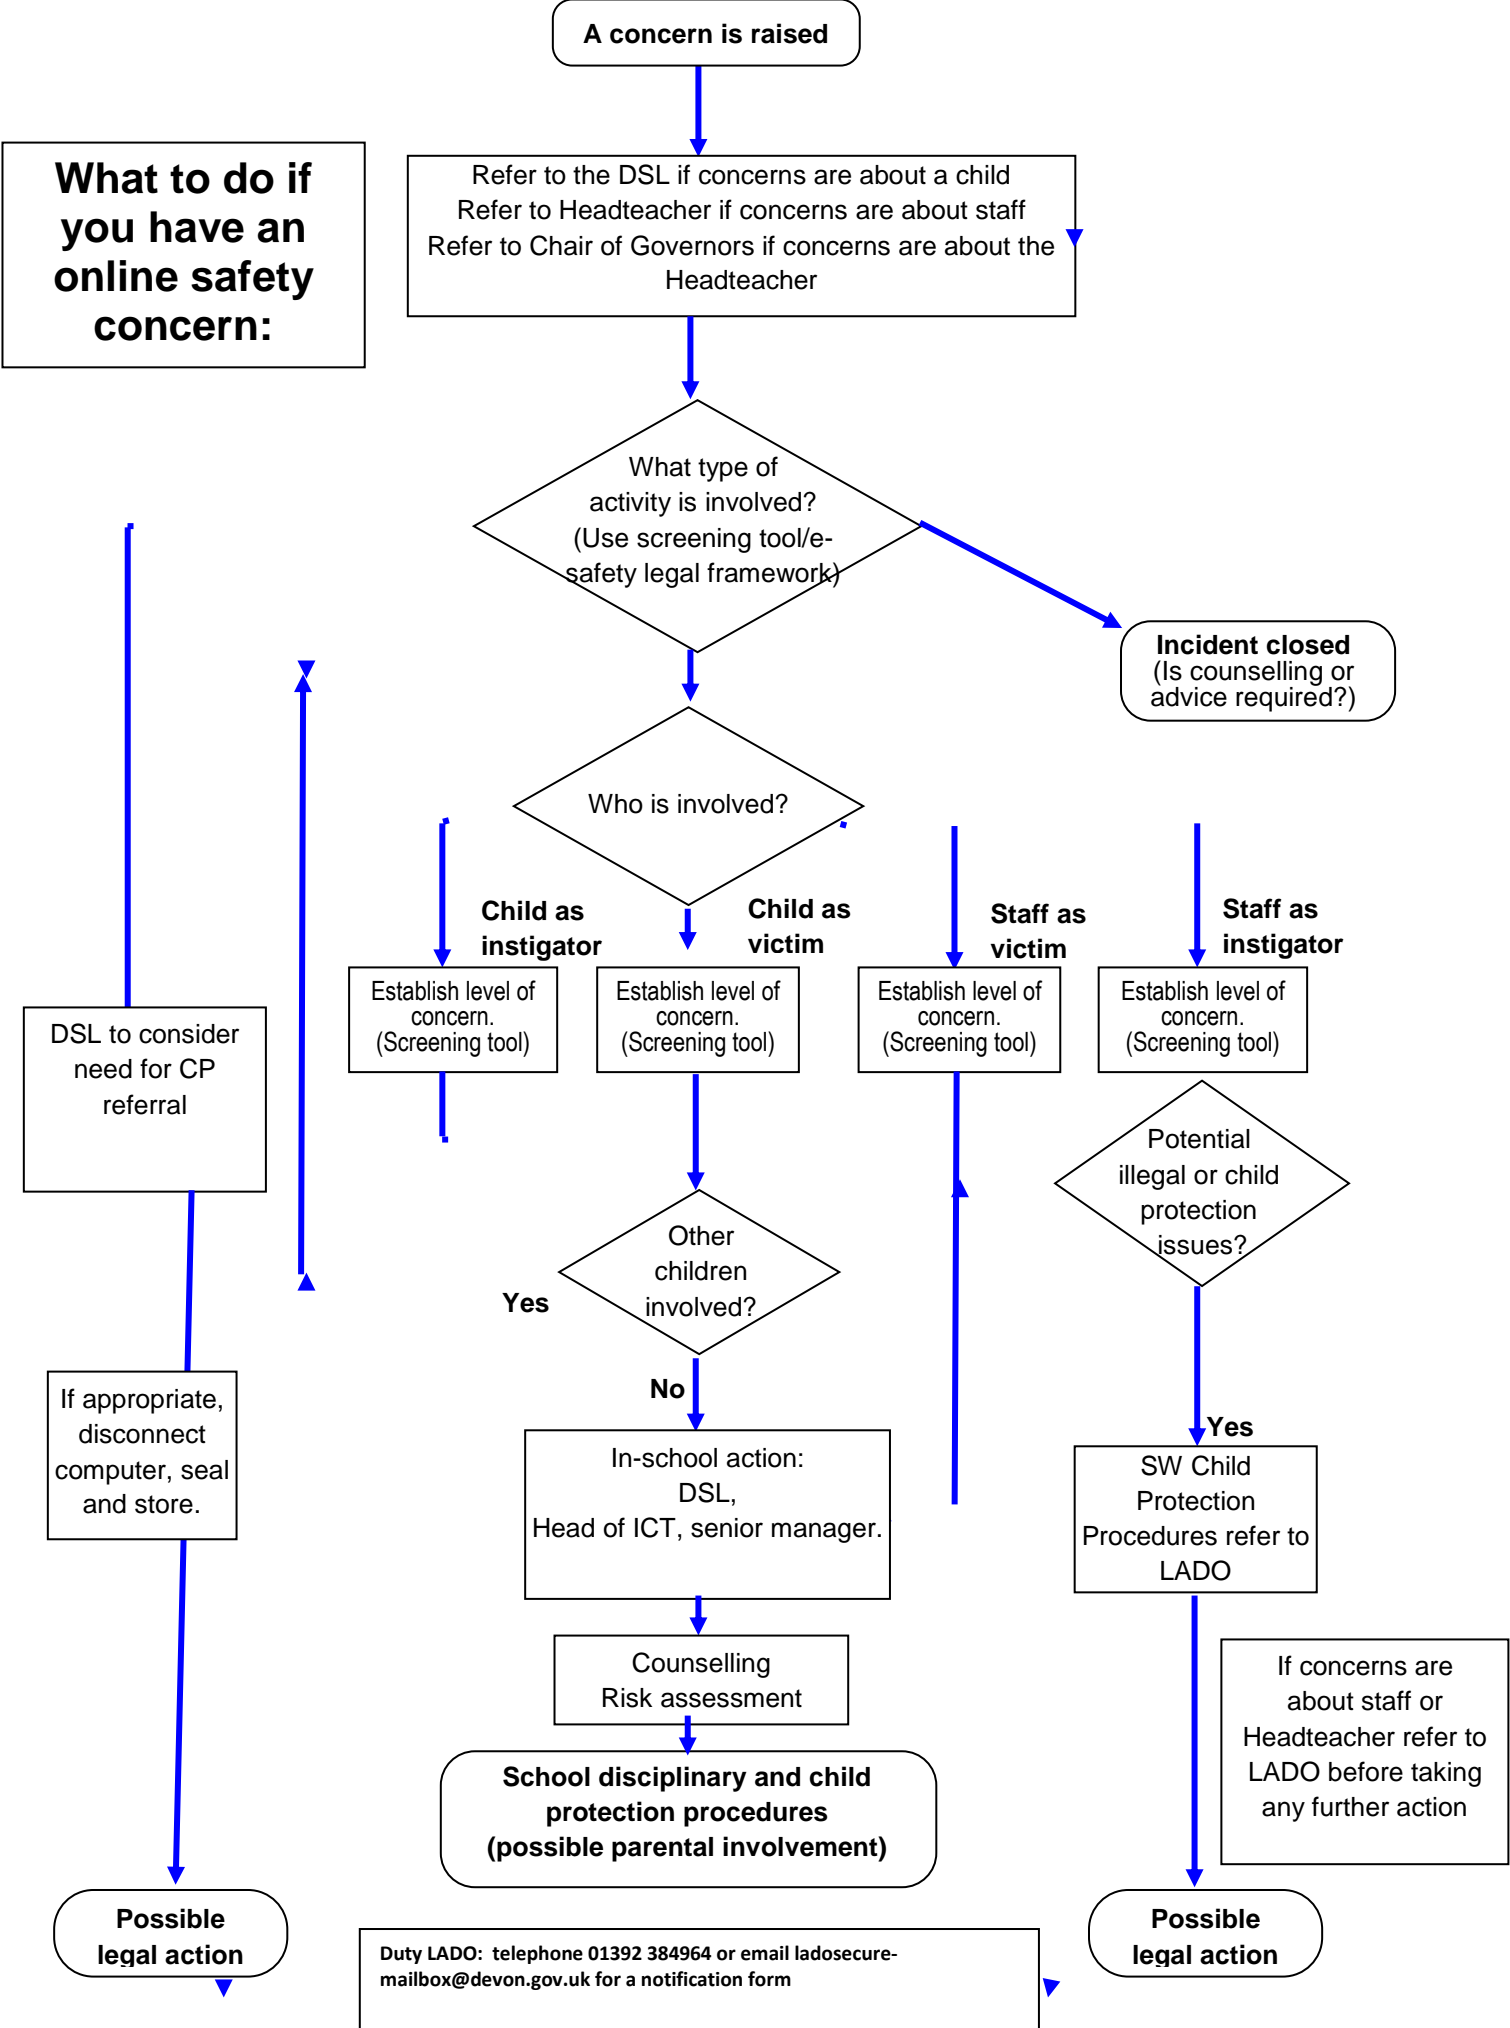 A concern is raised
What to do if
you have an
online safety
concern:
Refer to the DSL if concerns are about a child
Refer to Headteacher if concerns are about staff
Refer to Chair of Governors if concerns are about the
Headteacher
What type of
activity is involved?
(Use screening tool/e-
safety legal framework)
Incident closed
(Is counselling or
advice required?)
Who is involved?
Child as
instigator
Child as
victim
Staff as
victim
Staff as
instigator
Establish level of
concern.
(Screening tool)
Establish level of
concern.
(Screening tool)
Establish level of
concern.
(Screening tool)
Establish level of
concern.
(Screening tool)
DSL to consider
need for CP
referral
Potential
illegal or child
protection
issues?
Other
children
involved?
Yes
No
If appropriate,
disconnect
computer, seal
and store.
In-school action:
DSL,
Head of ICT, senior manager.
Yes
SW Child
Protection
Procedures refer to
LADO
Counselling
Risk assessment
If concerns are
about staff or
Headteacher refer to
LADO before taking
any further action
School disciplinary and child
protection procedures
(possible parental involvement)
Possible
legal action
Possible
legal action
Duty LADO: telephone 01392 384964 or email ladosecure-
mailbox@devon.gov.uk for a notification form